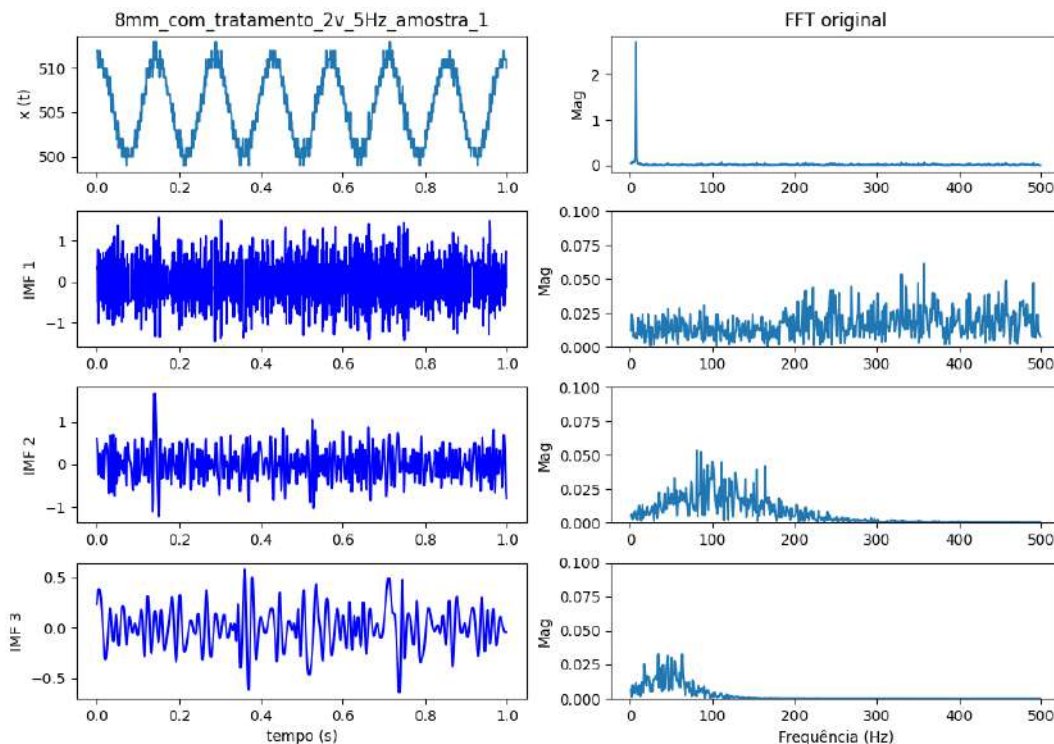 8mm_com_tratamento_2v_5Hz_amostra_1
FFT original
x (t)
510
505
500
0.0 0.2 0.4 0.6 0.8 1.0
Mag
2
1
0
0 100 200 300 400 500
IMF 1
1
0
−1
0.0 0.2 0.4 0.6 0.8 1.0
Mag
0.100
0.075
0.050
0.025
0.000
0 100 200 300 400 500
IMF 2
1
0
−1
0.0 0.2 0.4 0.6 0.8 1.0
Mag
0.100
0.075
0.050
0.025
0.000
0 100 200 300 400 500
IMF 3
0.5
0.0
−0.5
0.0 0.2 0.4 0.6 0.8 1.0
tempo (s)
Mag
0.100
0.075
0.050
0.025
0.000
0 100 200 300 400 500
Frequência (Hz)